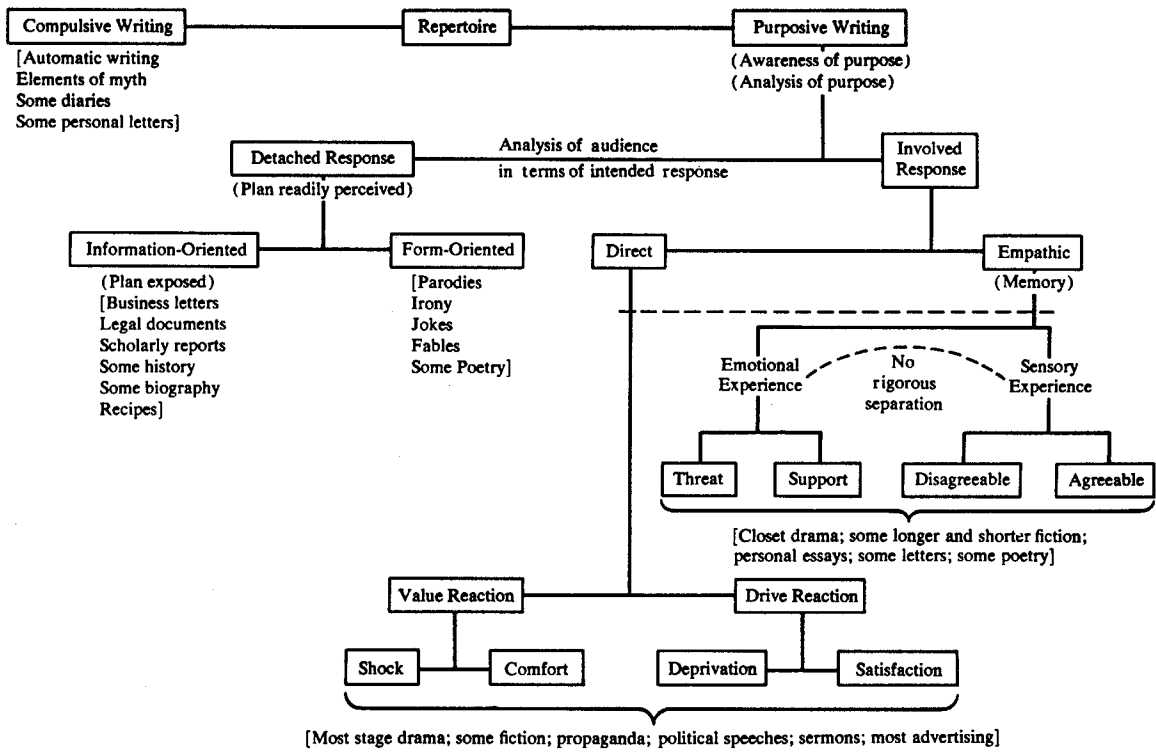 Compulsive Writing
Repertoire
Purposive Writing
[Automatic writing
Elements of myth
Some diaries
Some personal letters]
(Awareness of purpose)
(Analysis of purpose)
Detached Response
(Plan readily perceived)
Analysis of audience
in terms of intended response
Involved
Response
Information-Oriented
(Plan exposed)
[Business letters
Legal documents
Scholarly reports
Some history
Some biography
Recipes]
Form-Oriented
[Parodies
Irony
Jokes
Fables
Some Poetry]
Direct
Empathic
(Memory)
Emotional
Experience
No
rigorous
separation
Sensory
Experience
Threat
Support
Disagreeable
Agreeable
[Closet drama; some longer and shorter fiction;
personal essays; some letters; some poetry]
Value Reaction
Drive Reaction
Shock
Comfort
Deprivation
Satisfaction
[Most stage drama; some fiction; propaganda; political speeches; sermons; most advertising]